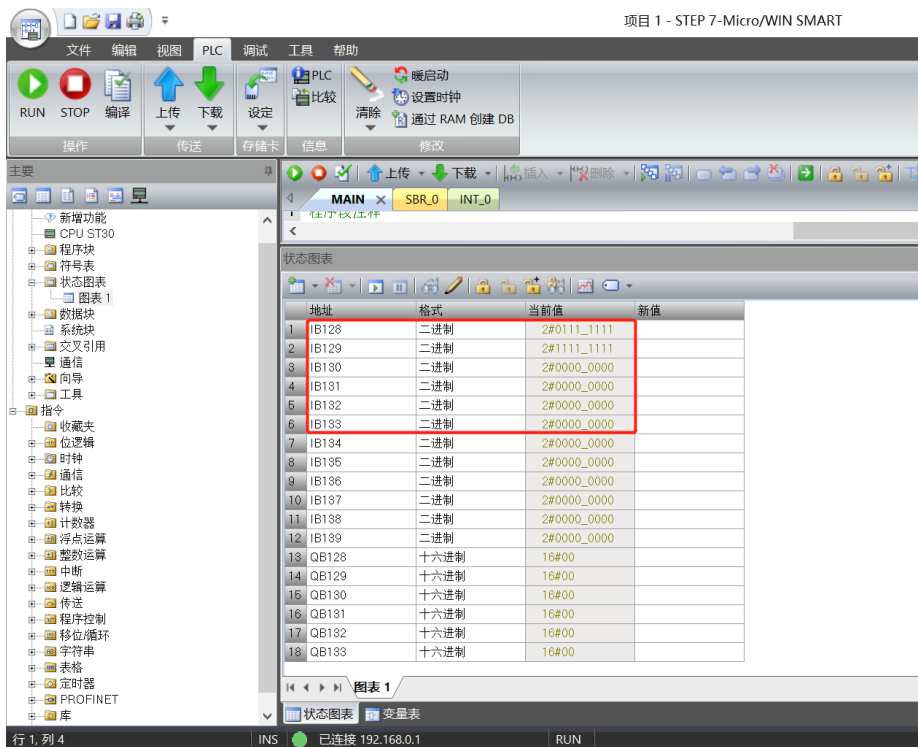 项目 1 - STEP 7-Micro/WIN SMART
文件 编辑 视图 PLC 调试 工具 帮助
RUN STOP 编译 上传 下载 设定 PLC 比较 清除 暖启动 设置时钟 通过 RAM 创建 DB
操作 传送 存储卡 信息 修改
主要
上传 下载 插入 删除
MAIN SBR_0 INT_0
新增功能
CPU ST30
程序块
符号表
状态图表
图表 1
数据块
系统块
交叉引用
通信
向导
工具
指令
收藏夹
位逻辑
时钟
通信
比较
转换
计数器
浮点运算
整数运算
中断
逻辑运算
传送
程序控制
移位/循环
字符串
表格
定时器
PROFINET
库
1 程序段注释
状态图表
地址 格式 当前值 新值
1 IB128 二进制 2#0111_1111
2 IB129 二进制 2#1111_1111
3 IB130 二进制 2#0000_0000
4 IB131 二进制 2#0000_0000
5 IB132 二进制 2#0000_0000
6 IB133 二进制 2#0000_0000
7 IB134 二进制 2#0000_0000
8 IB135 二进制 2#0000_0000
9 IB136 二进制 2#0000_0000
10 IB137 二进制 2#0000_0000
11 IB138 二进制 2#0000_0000
12 IB139 二进制 2#0000_0000
13 QB128 十六进制 16#00
14 QB129 十六进制 16#00
15 QB130 十六进制 16#00
16 QB131 十六进制 16#00
17 QB132 十六进制 16#00
18 QB133 十六进制 16#00
图表 1
状态图表 变量表
行 1, 列 4 INS 已连接 192.168.0.1 RUN